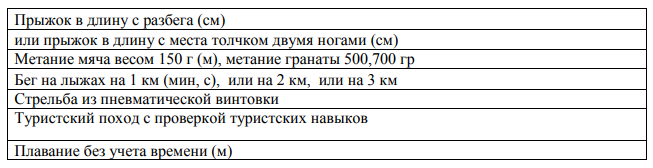 Прыжок в длину с разбега (см)
или прыжок в длину с места толчком двумя ногами (см)
Метание мяча весом 150 г (м), метание гранаты 500,700 гр
Бег на лыжах на 1 км (мин, с),  или на 2 км,  или на 3 км
Стрельба из пневматической винтовки
Туристский поход с проверкой туристских навыков
Плавание без учета времени (м)